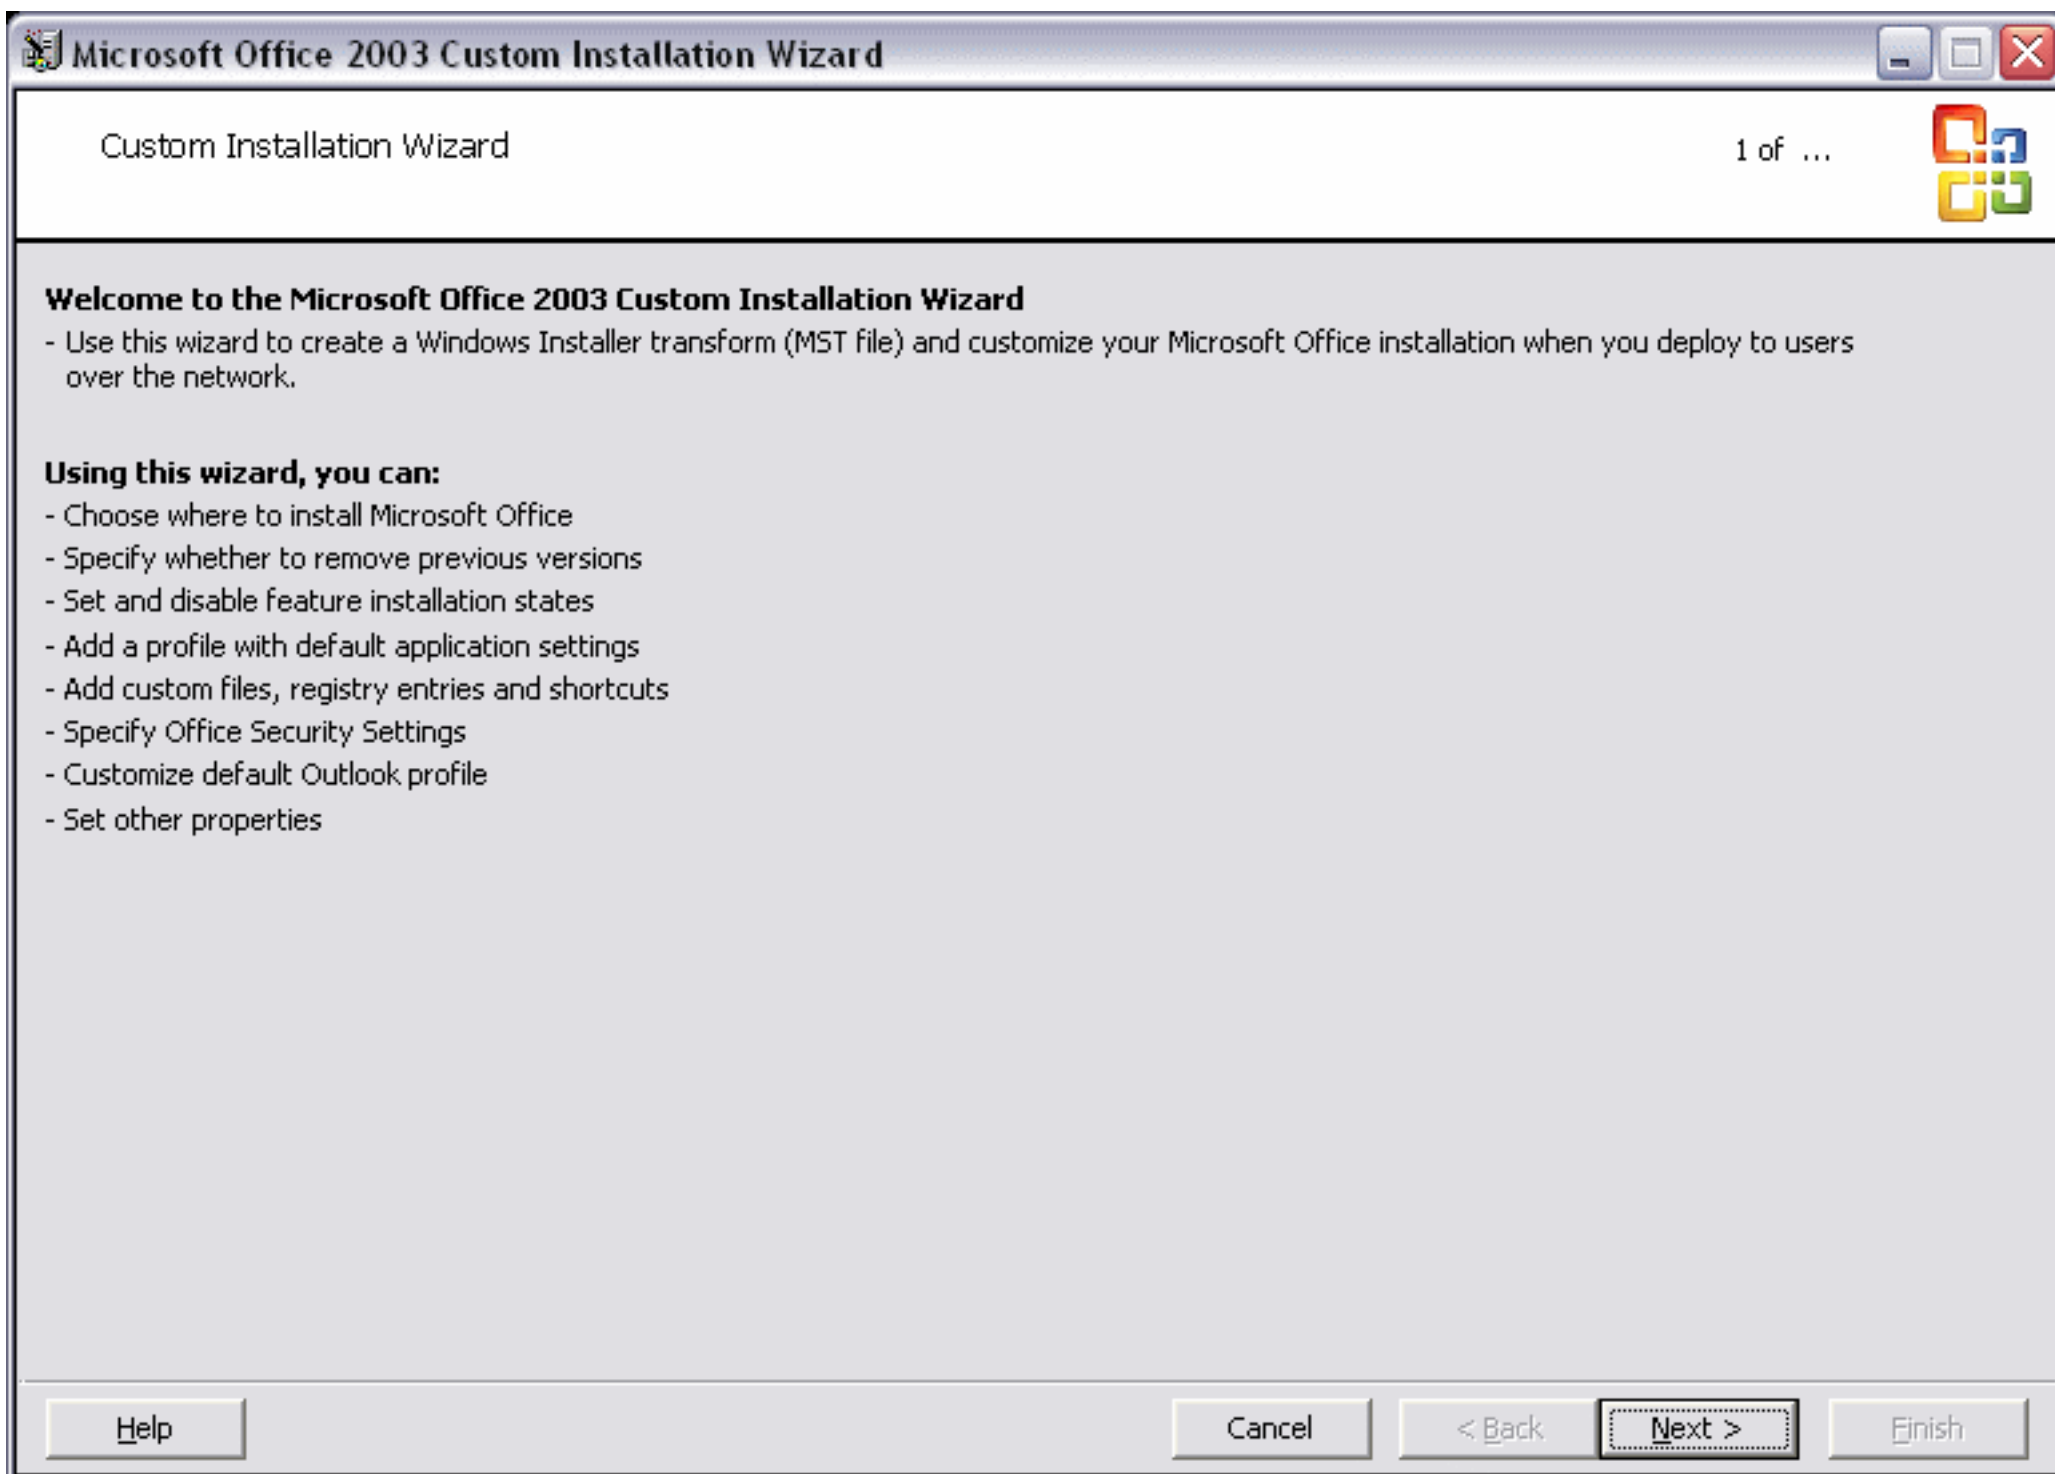 Microsoft Office 2003 Custom Installation Wizard
Custom Installation Wizard
1 of ...
Welcome to the Microsoft Office 2003 Custom Installation Wizard
- Use this wizard to create a Windows Installer transform (MST file) and customize your Microsoft Office installation when you deploy to users
over the network.
Using this wizard, you can:
- Choose where to install Microsoft Office
- Specify whether to remove previous versions
- Set and disable feature installation states
- Add a profile with default application settings
- Add custom files, registry entries and shortcuts
- Specify Office Security Settings
- Customize default Outlook profile
- Set other properties
Help
Cancel
< Back
Next >
Finish